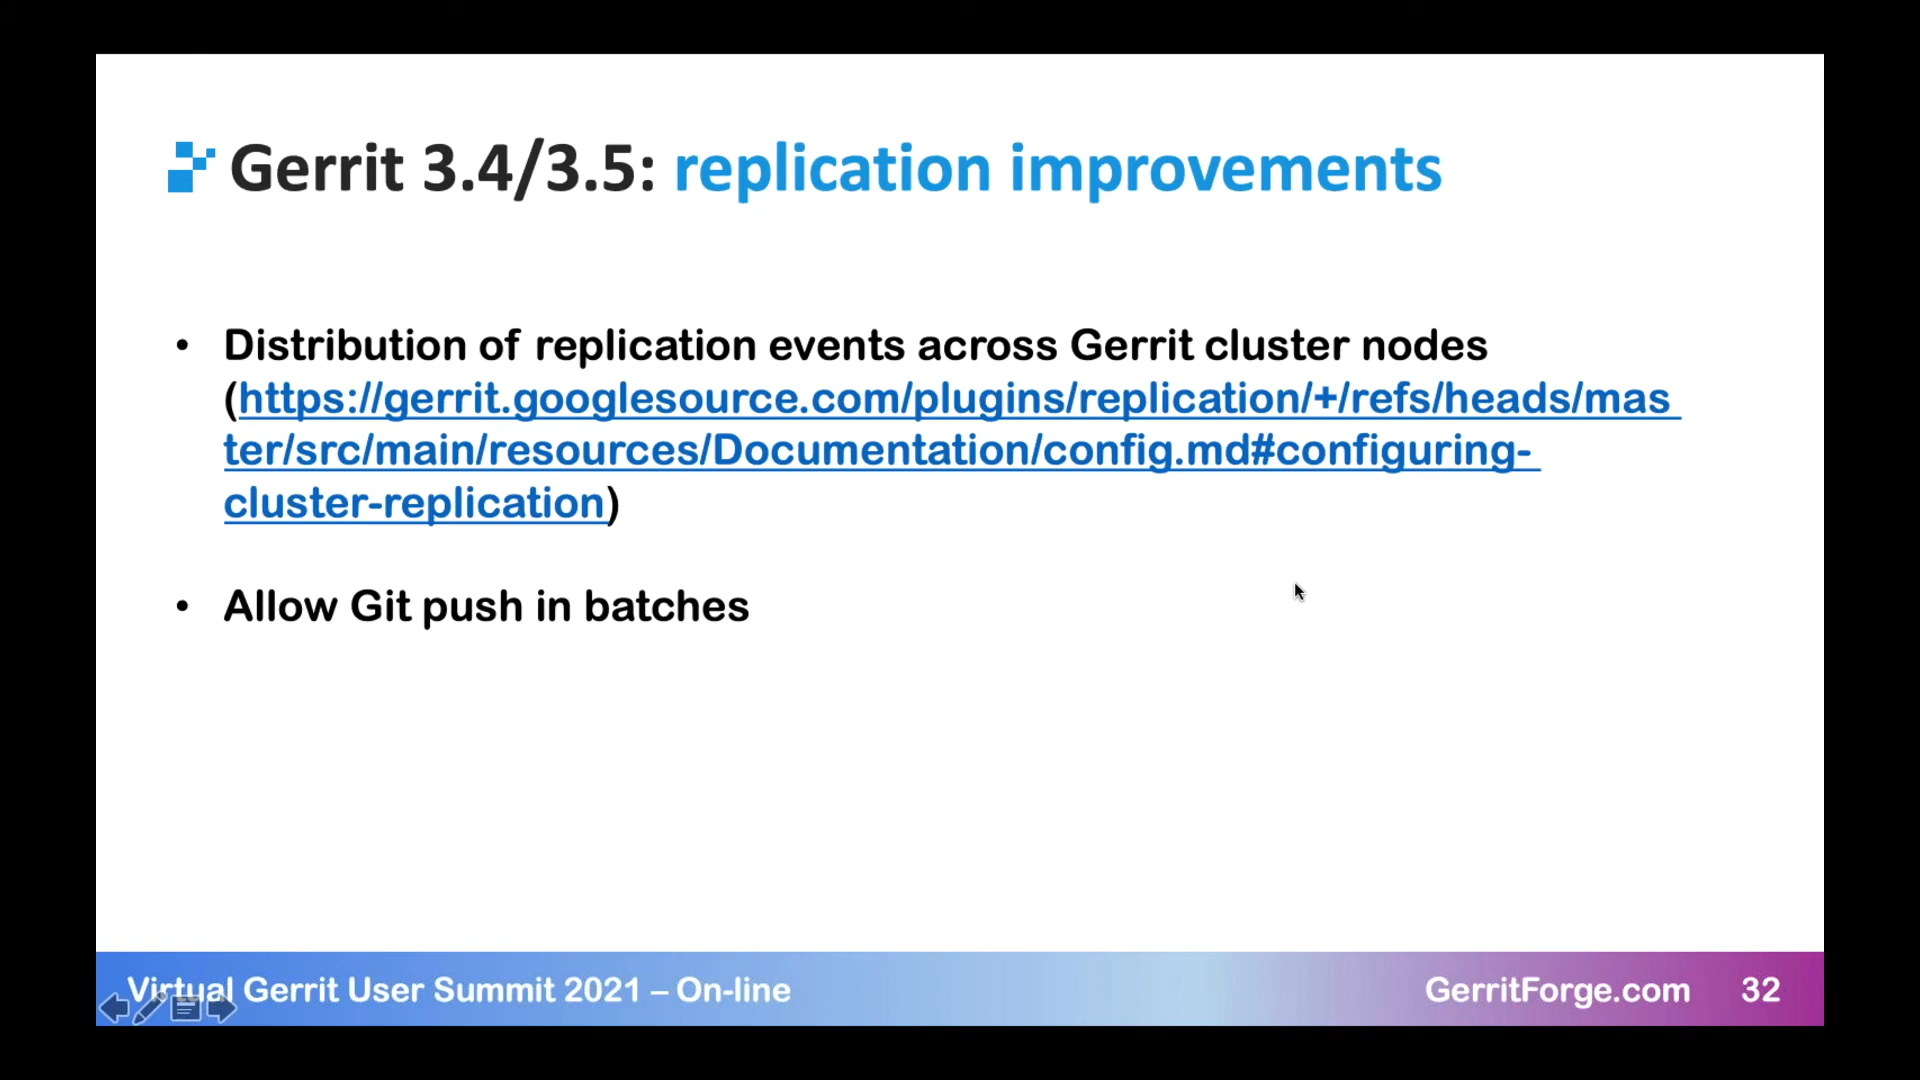 Gerrit 3.4/3.5: replication improvements
• Distribution of replication events across Gerrit cluster nodes
(https://gerrit.googlesource.com/plugins/replication/+/refs/heads/mas
ter/src/main/resources/Documentation/config.md#configuring-
cluster-replication)
• Allow Git push in batches
Virtual Gerrit User Summit 2021 – On-line
GerritForge.com
32